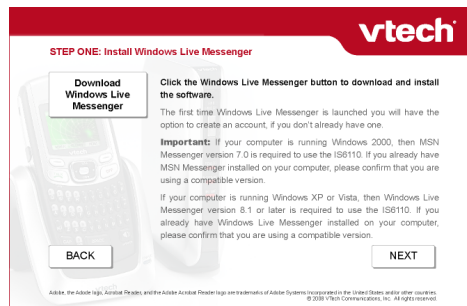 vtech
STEP ONE: Install Windows Live Messenger
Download
Windows Live
Messenger
Click the Windows Live Messenger button to download and install
the software.
The first time Windows Live Messenger is launched you will have the
option to create an account, if you don't already have one.
Important: If your computer is running Windows 2000, then MSN
Messenger version 7.0 is required to use the IS6110. If you already have
MSN Messenger installed on your computer, please confirm that you are
using a compatible version.
If your computer is running Windows XP or Vista, then Windows Live
Messenger version 8.1 or later is required to use the IS6110. If you
already have Windows Live Messenger installed on your computer,
please confirm that you are using a compatible version.
BACK
NEXT
Adobe, the Adobe logo, Acrobat Reader, and the Adobe Acrobat Reader logo are trademarks of Adobe Systems Incorporated in the United States and/or other countries.
© 2008 VTech Communications, Inc. All rights reserved.